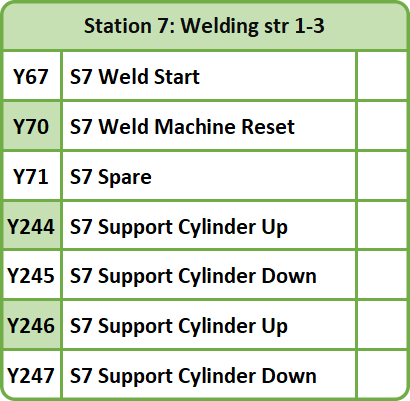 Station 7: Welding str 1-3
Y67 S7 Weld Start
Y70 S7 Weld Machine Reset
Y71 S7 Spare
Y244 S7 Support Cylinder Up
Y245 S7 Support Cylinder Down
Y246 S7 Support Cylinder Up
Y247 S7 Support Cylinder Down